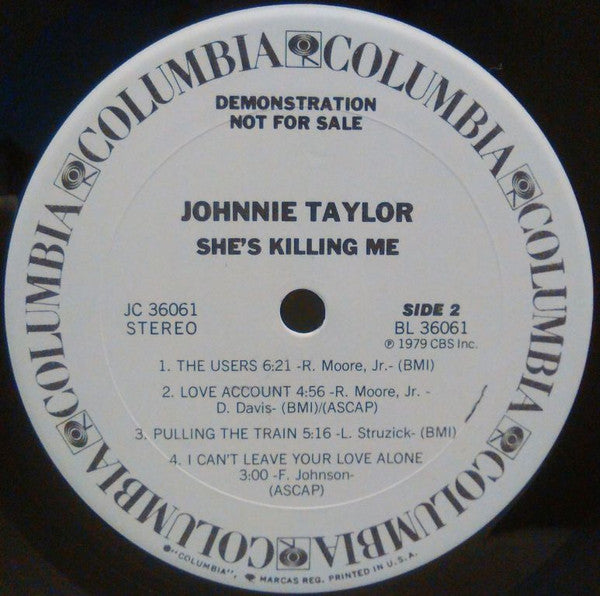 COLUMBIA COLUMBIA COLUMBIA COLUMBIA COLUMBIA COLUMBIA COLUMBIA COLUMBIA
DEMONSTRATION
NOT FOR SALE
JOHNNIE TAYLOR
SHE'S KILLING ME
JC 36061 SIDE 2
STEREO BL 36061
℗ 1979 CBS Inc.
1. THE USERS 6:21 -R. Moore, Jr.- (BMI)
2. LOVE ACCOUNT 4:56 -R. Moore, Jr. -
D. Davis- (BMI)/(ASCAP)
3. PULLING THE TRAIN 5:16 -L. Struzick- (BMI)
4. I CAN'T LEAVE YOUR LOVE ALONE
3:00 -F. Johnson-
(ASCAP)
"COLUMBIA", MARCAS REG. PRINTED IN U.S.A.